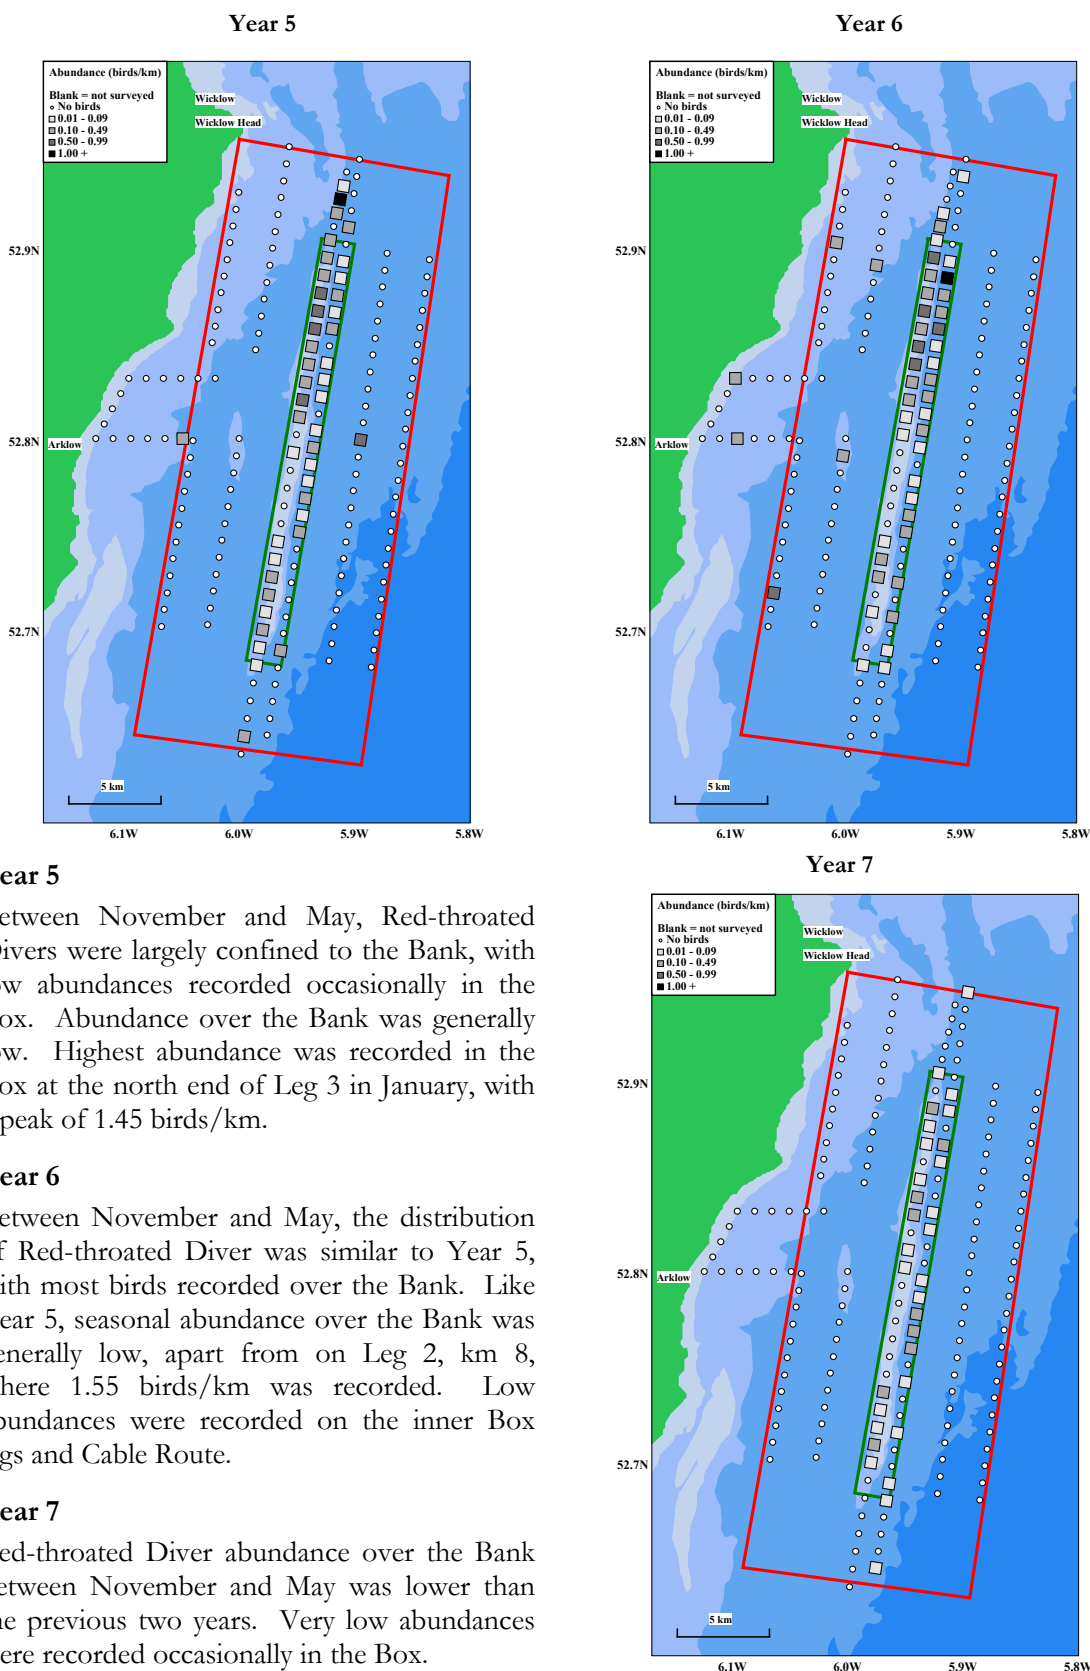 Year 5
Abundance (birds/km)
Blank = not surveyed
No birds
0.01 - 0.09
0.10 - 0.49
0.50 - 0.99
1.00 +
Wicklow
Wicklow Head
52.9N
52.8N
Arklow
52.7N
5 km
6.1W 6.0W 5.9W 5.8W
Year 6
Abundance (birds/km)
Blank = not surveyed
No birds
0.01 - 0.09
0.10 - 0.49
0.50 - 0.99
1.00 +
Wicklow
Wicklow Head
52.9N
52.8N
Arklow
52.7N
5 km
6.1W 6.0W 5.9W 5.8W
ear 5
etween November and May, Red-throated
ivers were largely confined to the Bank, with
ow abundances recorded occasionally in the
ox. Abundance over the Bank was generally
ow. Highest abundance was recorded in the
ox at the north end of Leg 3 in January, with
peak of 1.45 birds/km.
ear 6
etween November and May, the distribution
f Red-throated Diver was similar to Year 5,
ith most birds recorded over the Bank. Like
ear 5, seasonal abundance over the Bank was
enerally low, apart from on Leg 2, km 8,
here 1.55 birds/km was recorded. Low
bundances were recorded on the inner Box
gs and Cable Route.
ear 7
ed-throated Diver abundance over the Bank
etween November and May was lower than
he previous two years. Very low abundances
ere recorded occasionally in the Box.
Year 7
Abundance (birds/km)
Blank = not surveyed
No birds
0.01 - 0.09
0.10 - 0.49
0.50 - 0.99
1.00 +
Wicklow
Wicklow Head
52.9N
52.8N
Arklow
52.7N
5 km
6.1W 6.0W 5.9W 5.8W